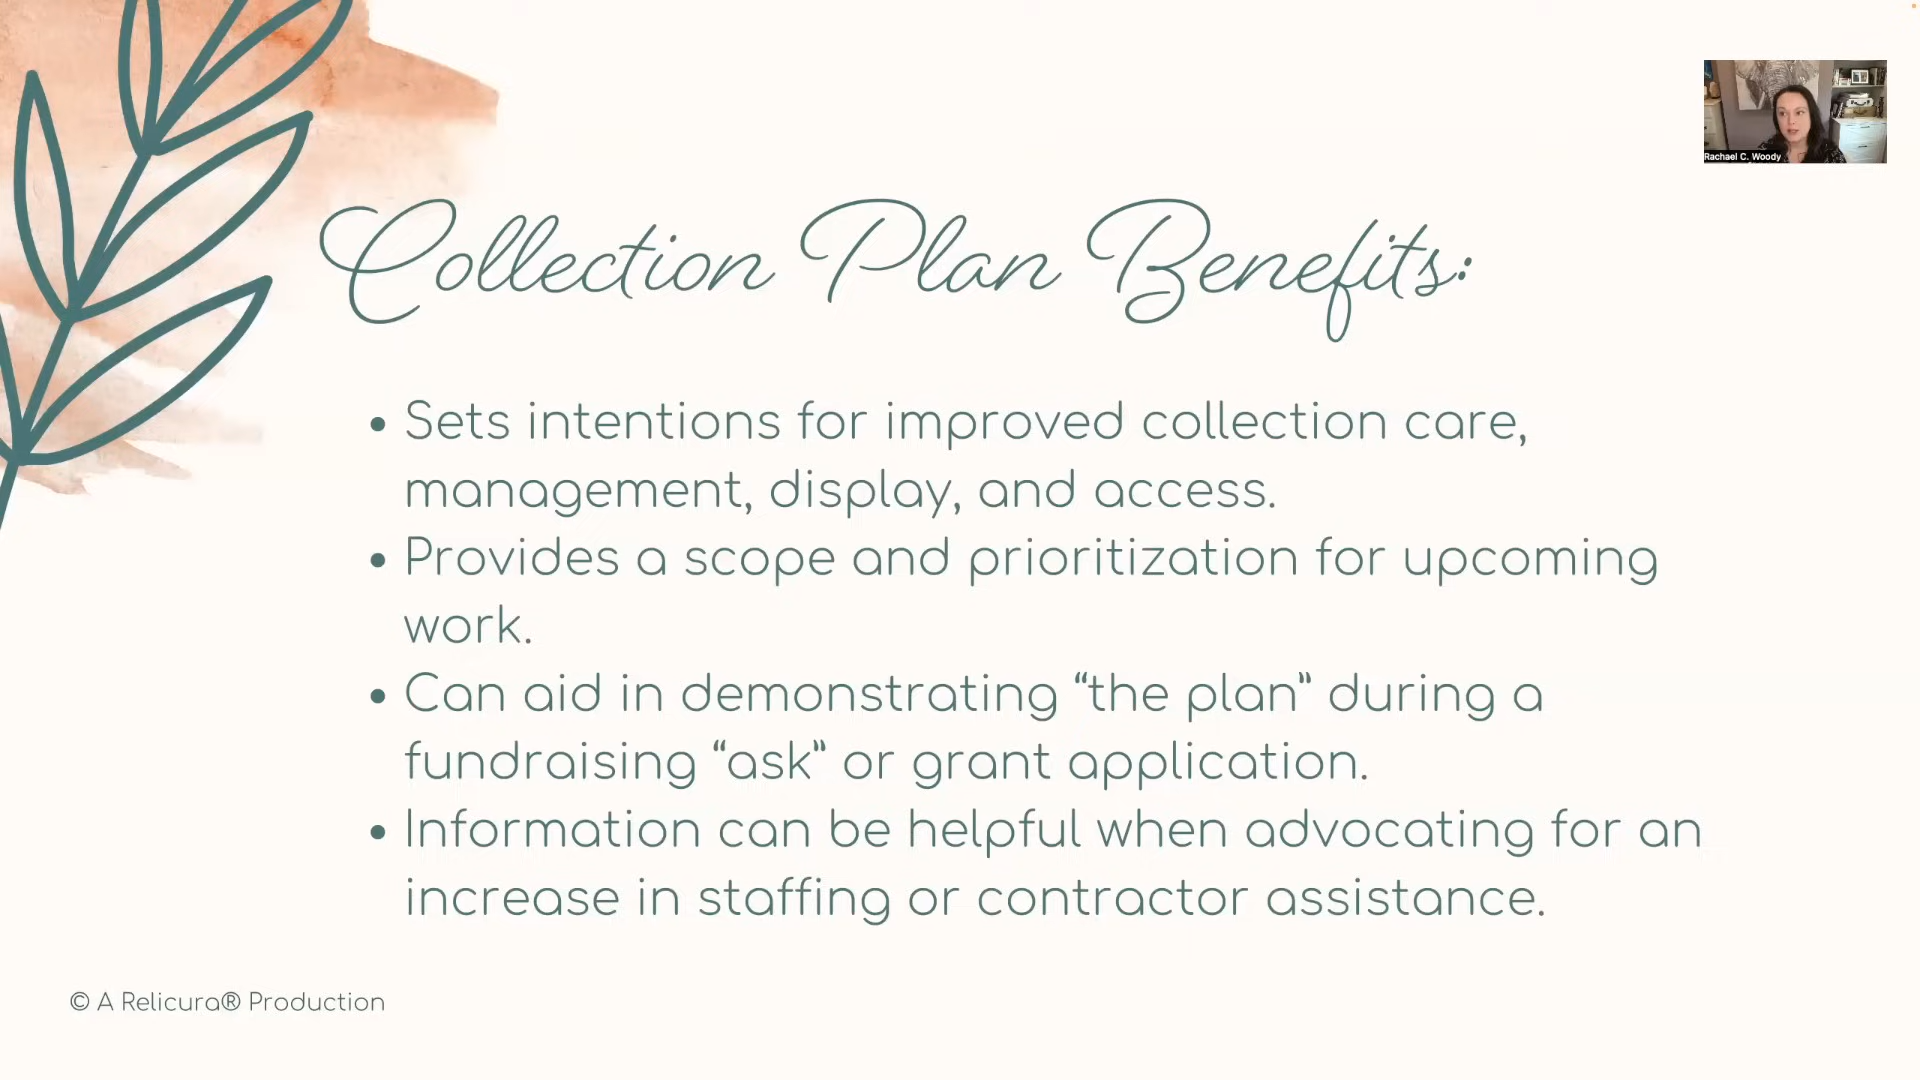 Rachael C. Woody
Collection Plan Benefits:
• Sets intentions for improved collection care,
management, display, and access.
• Provides a scope and prioritization for upcoming
work.
• Can aid in demonstrating “the plan” during a
fundraising “ask” or grant application.
• Information can be helpful when advocating for an
increase in staffing or contractor assistance.
© A Relicura® Production